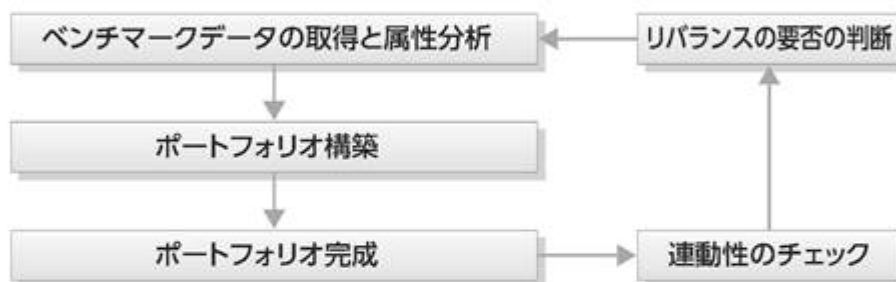 ベンチマークデータの取得と属性分析
リバランスの要否の判断
ポートフォリオ構築
ポートフォリオ完成
連動性のチェック